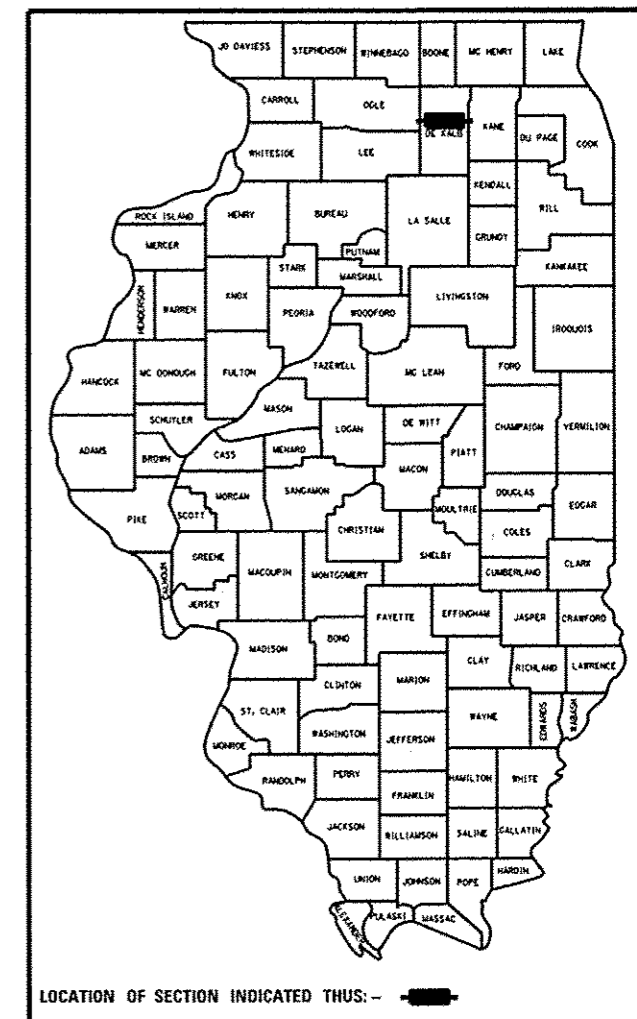 JO DAVIESS STEPHENSON WINNEBAGO BOONE MC HENRY LAKE
CARROLL OGLE DE KALB KANE DU PAGE COOK
WHITESIDE LEE
KENDALL WILL
ROCK ISLAND HENRY BUREAU LA SALLE GRUNDY
MERCER PUTNAM
STARK MARSHALL KANKAKEE
HENDERSON WARREN KNOX PEORIA WOODFORD LIVINGSTON IROQUOIS
HANCOCK MC DONOUGH FULTON TAZEWELL MC LEAN FORD
SCHUYLER MASON LOGAN DE WITT CHAMPAIGN VERMILION
ADAMS BROWN CASS MENARD MACON PIATT
PIKE SCOTT MORGAN SANGAMON MOULTRIE DOUGLAS EDGAR
CHRISTIAN COLES
CALHOUN GREENE MACOUPIN MONTGOMERY SHELBY CUMBERLAND CLARK
JERSEY FAYETTE EFFINGHAM JASPER CRAWFORD
MADISON BOND
CLAY RICHLAND LAWRENCE
CLINTON MARION
ST. CLAIR WAYNE EDWARDS WABASH
MONROE WASHINGTON JEFFERSON
RANDOLPH PERRY HAMILTON WHITE
FRANKLIN
JACKSON WILLIAMSON SALINE GALLATIN
UNION JOHNSON POPE HARDIN
ALEXANDER PULASKI MASSAC
LOCATION OF SECTION INDICATED THUS: -